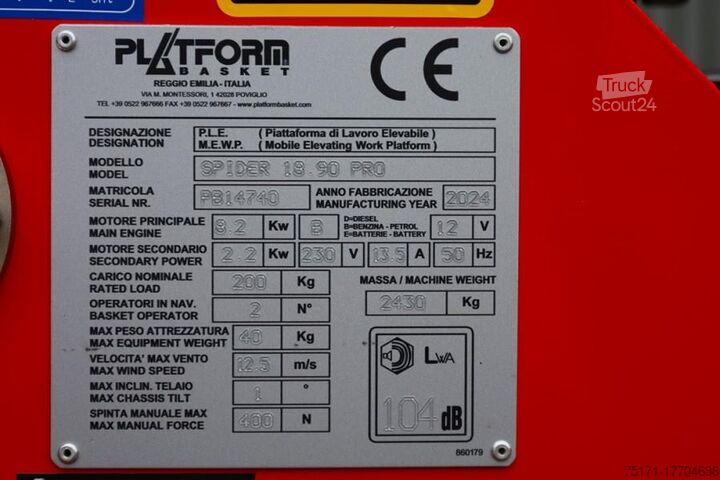 PLATFORM
BASKET
REGGIO EMILIA - ITALIA
VIA M. MONTESSORI, 1 42028 POVIGLIO
TEL +39 0522 967666 FAX +39 0522 967667 - www.platformbasket.com
CE
Truck
Scout24
DESIGNAZIONE P.L.E. ( Piattaforma di Lavoro Elevabile )
DESIGNATION M.E.W.P. ( Mobile Elevating Work Platform )
MODELLO
MODEL SPIDER 18.90 PRO
MATRICOLA
SERIAL NR. PB14740
ANNO FABBRICAZIONE
MANUFACTURING YEAR 2024
MOTORE PRINCIPALE
MAIN ENGINE 8.2 Kw B
D=DIESEL
B=BENZINA - PETROL
E=BATTERIE - BATTERY
12 V
MOTORE SECONDARIO
SECONDARY POWER 2.2 Kw 230 V 13.5 A 50 Hz
CARICO NOMINALE
RATED LOAD 200 Kg
MASSA / MACHINE WEIGHT
2430 Kg
OPERATORI IN NAV.
BASKET OPERATOR 2 N°
MAX PESO ATTREZZATURA
MAX EQUIPMENT WEIGHT 40 Kg
VELOCITA' MAX VENTO
MAX WIND SPEED 12.5 m/s
MAX INCLIN. TELAIO
MAX CHASSIS TILT 1 °
SPINTA MANUALE MAX
MAX MANUAL FORCE 400 N
LWA
104 dB
860179